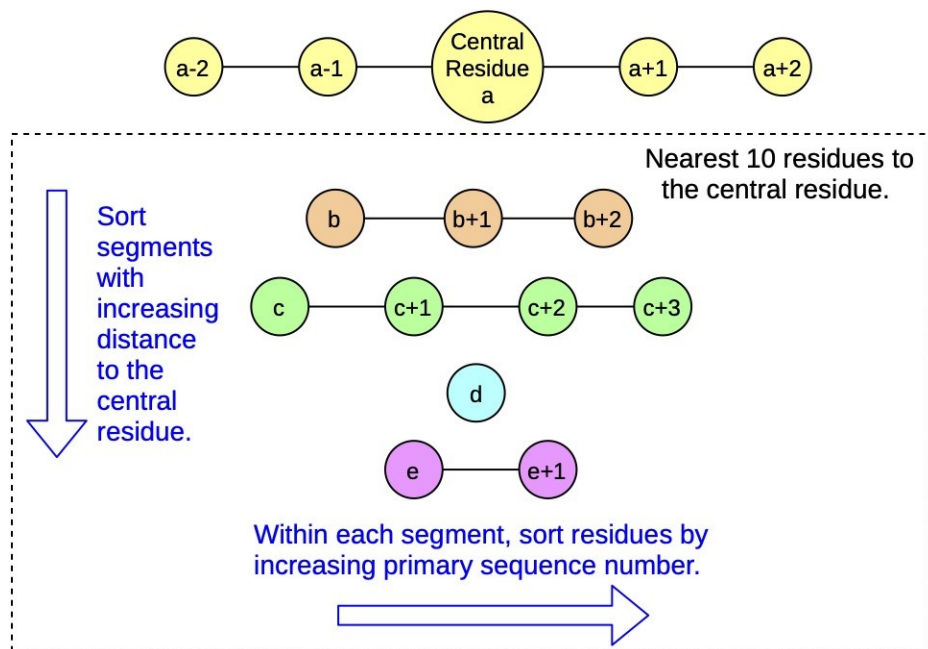 a-2
a-1
Central
Residue
a
a+1
a+2
Nearest 10 residues to
the central residue.
Sort
segments
with
increasing
distance
to the
central
residue.
b
b+1
b+2
c
c+1
c+2
c+3
d
e
e+1
Within each segment, sort residues by
increasing primary sequence number.